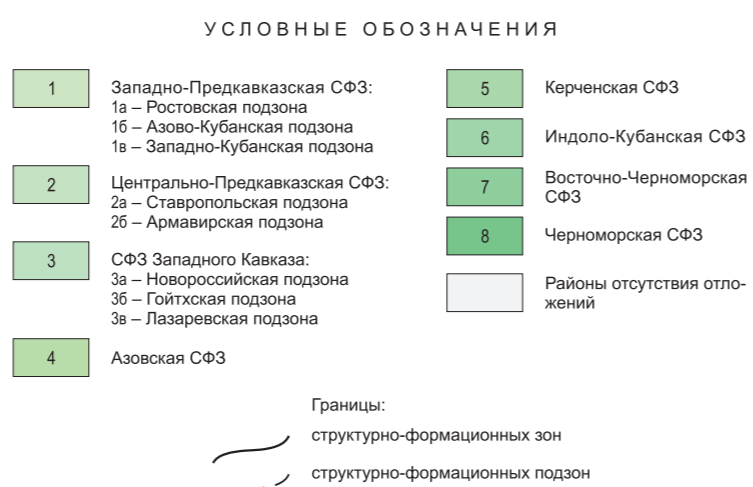 УСЛОВНЫЕ ОБОЗНАЧЕНИЯ
1
Западно-Предкавказская СФЗ:
1а – Ростовская подзона
1б – Азово-Кубанская подзона
1в – Западно-Кубанская подзона
2
Центрально-Предкавказская СФЗ:
2а – Ставропольская подзона
2б – Армавирская подзона
3
СФЗ Западного Кавказа:
3а – Новороссийская подзона
3б – Гойтхская подзона
3в – Лазаревская подзона
4
Азовская СФЗ
5
Керченская СФЗ
6
Индоло-Кубанская СФЗ
7
Восточно-Черноморская
СФЗ
8
Черноморская СФЗ
Районы отсутствия отло-
жений
Границы:
структурно-формационных зон
структурно-формационных подзон